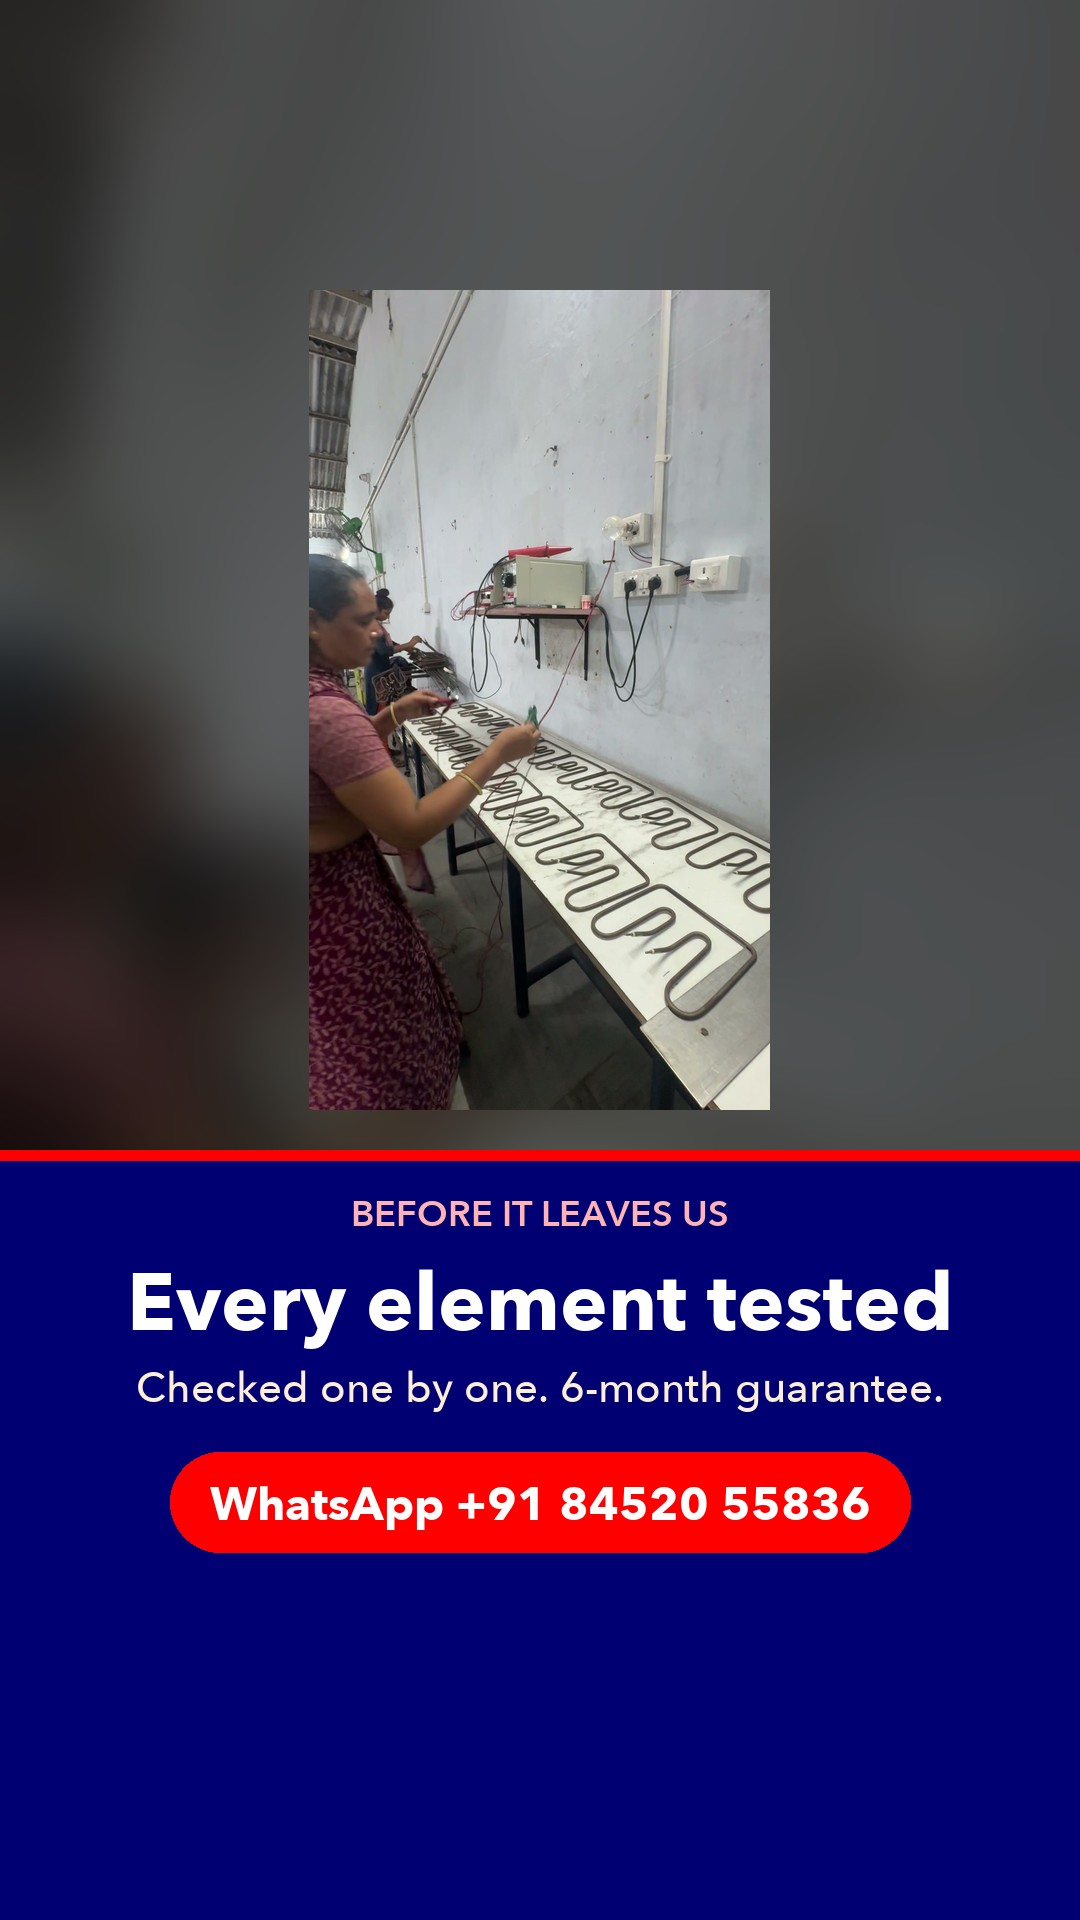 BEFORE IT LEAVES US
Every element tested
Checked one by one. 6-month guarantee.
WhatsApp +91 84520 55836